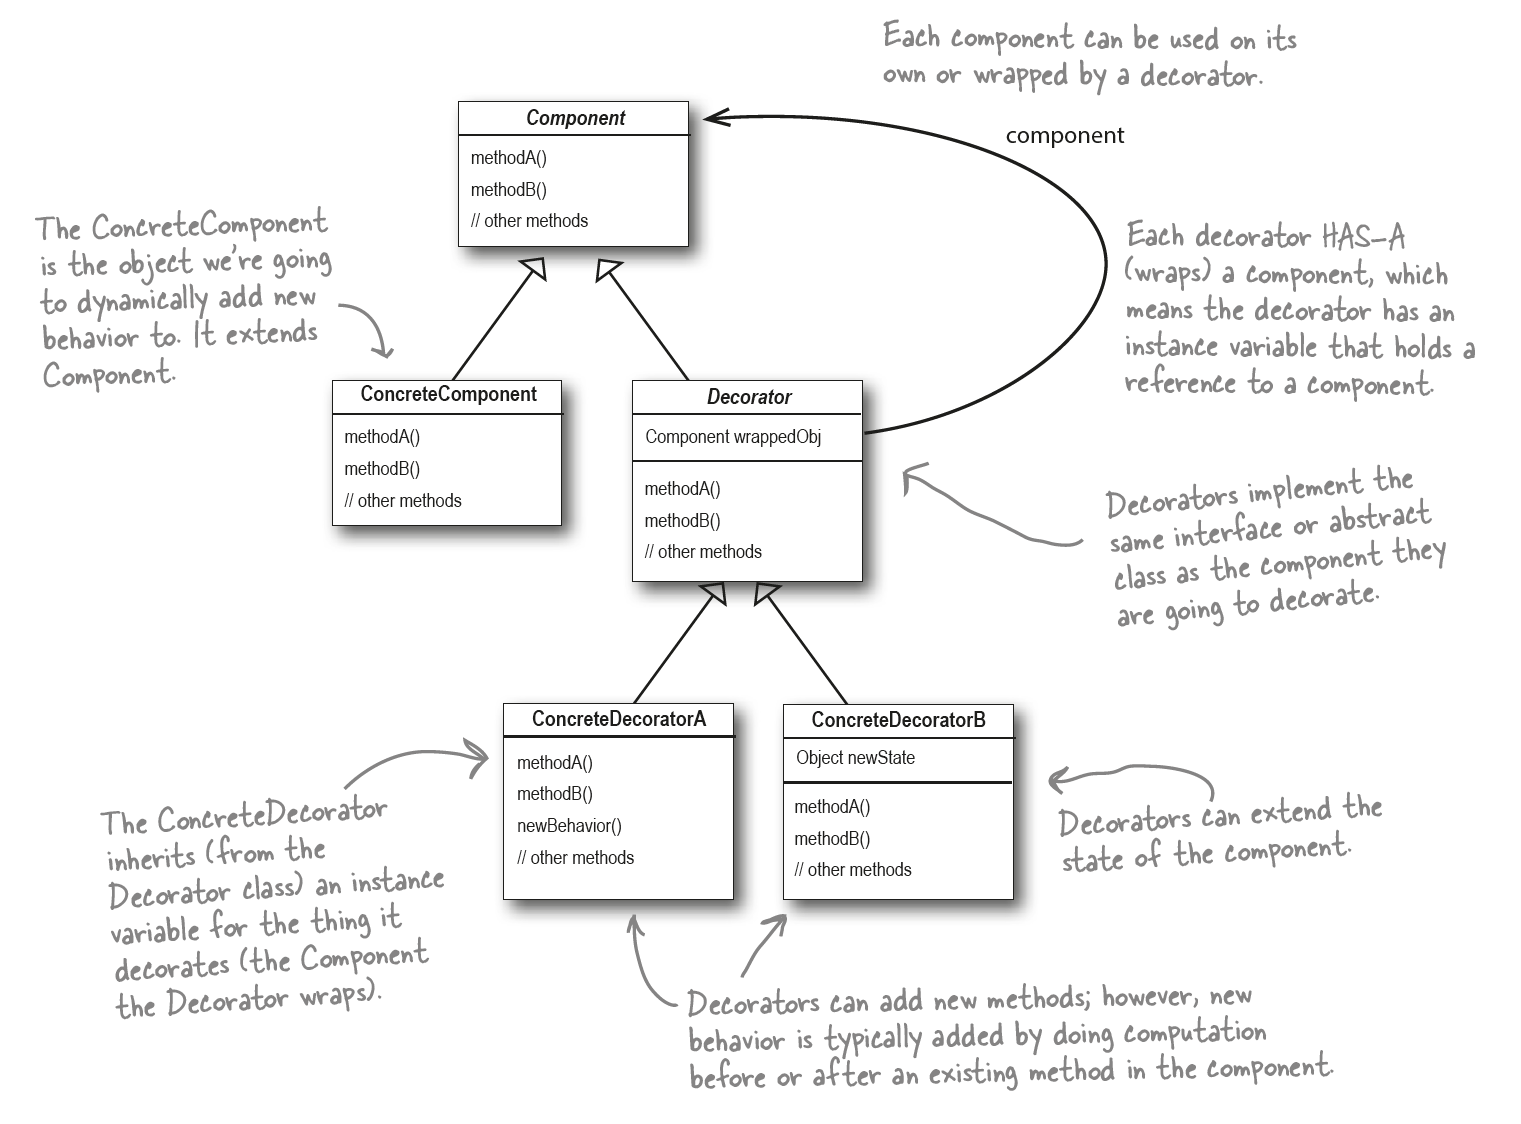 Each component can be used on its
own or wrapped by a decorator.
Component
methodA()
methodB()
// other methods
component
The ConcreteComponent
is the object we're going
to dynamically add new
behavior to. It extends
Component.
Each decorator HAS-A
(wraps) a component, which
means the decorator has an
instance variable that holds a
reference to a component.
ConcreteComponent
methodA()
methodB()
// other methods
Decorator
Component wrappedObj
methodA()
methodB()
// other methods
Decorators implement the
same interface or abstract
class as the component they
are going to decorate.
ConcreteDecoratorA
methodA()
methodB()
newBehavior()
// other methods
ConcreteDecoratorB
Object newState
methodA()
methodB()
// other methods
The ConcreteDecorator
inherits (from the
Decorator class) an instance
variable for the thing it
decorates (the Component
the Decorator wraps).
Decorators can extend the
state of the component.
Decorators can add new methods; however, new
behavior is typically added by doing computation
before or after an existing method in the component.